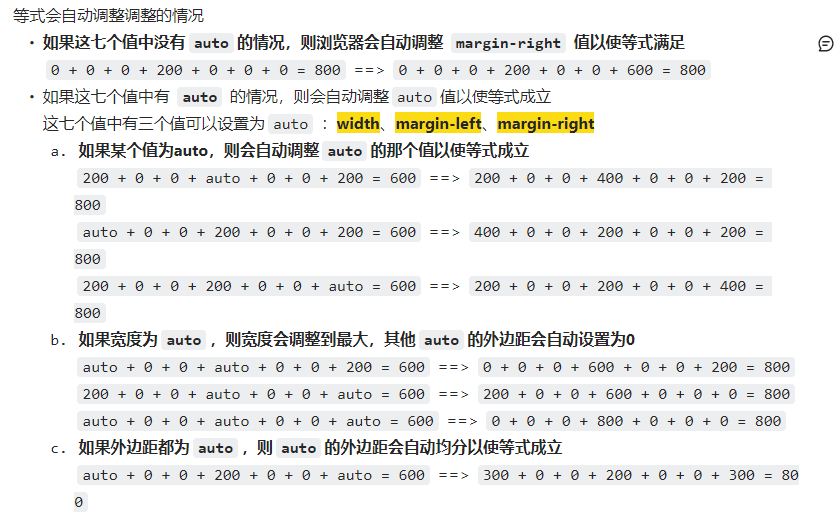 等式会自动调整调整的情况
• 如果这七个值中没有 auto 的情况，则浏览器会自动调整 margin-right 值以使等式满足
0 + 0 + 0 + 200 + 0 + 0 + 0 = 800 ==> 0 + 0 + 0 + 200 + 0 + 0 + 600 = 800
• 如果这七个值中有 auto 的情况，则会自动调整 auto 值以使等式成立
这七个值中有三个值可以设置为 auto ：width、margin-left、margin-right
a. 如果某个值为auto，则会自动调整 auto 的那个值以使等式成立
200 + 0 + 0 + auto + 0 + 0 + 200 = 600 ==> 200 + 0 + 0 + 400 + 0 + 0 + 200 =
800
auto + 0 + 0 + 200 + 0 + 0 + 200 = 600 ==> 400 + 0 + 0 + 200 + 0 + 0 + 200 =
800
200 + 0 + 0 + 200 + 0 + 0 + auto = 600 ==> 200 + 0 + 0 + 200 + 0 + 0 + 400 =
800
b. 如果宽度为 auto ，则宽度会调整到最大，其他 auto 的外边距会自动设置为0
auto + 0 + 0 + auto + 0 + 0 + 200 = 600 ==> 0 + 0 + 0 + 600 + 0 + 0 + 200 = 800
200 + 0 + 0 + auto + 0 + 0 + auto = 600 ==> 200 + 0 + 0 + 600 + 0 + 0 + 0 = 800
auto + 0 + 0 + auto + 0 + 0 + auto = 600 ==> 0 + 0 + 0 + 800 + 0 + 0 + 0 = 800
c. 如果外边距都为 auto ，则 auto 的外边距会自动均分以使等式成立
auto + 0 + 0 + 200 + 0 + 0 + auto = 600 ==> 300 + 0 + 0 + 200 + 0 + 0 + 300 = 80
0